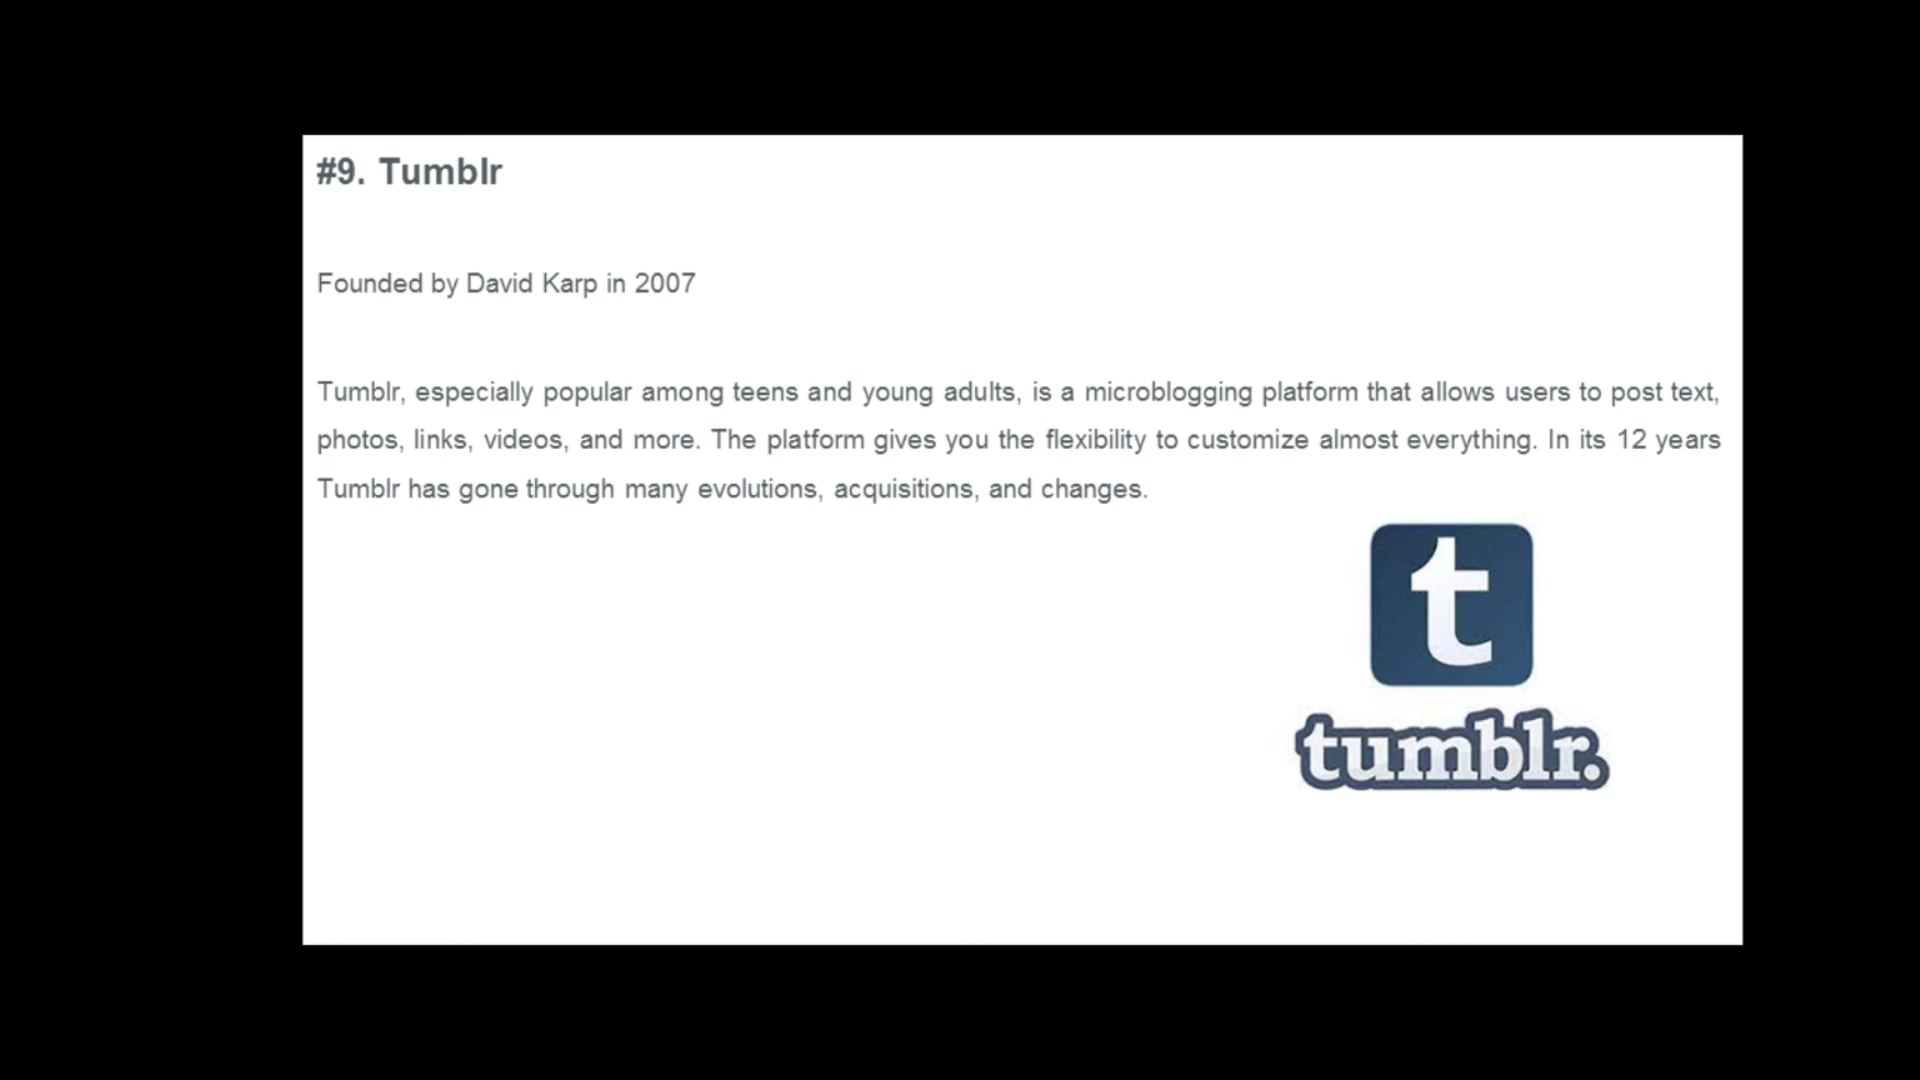 #9. Tumblr
Founded by David Karp in 2007
Tumblr, especially popular among teens and young adults, is a microblogging platform that allows users to post text,
photos, links, videos, and more. The platform gives you the flexibility to customize almost everything. In its 12 years
Tumblr has gone through many evolutions, acquisitions, and changes.
t
tumblr.